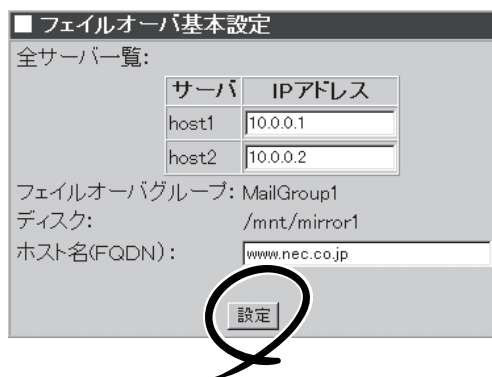 ■ フェイルオーバ基本設定
全サーバ一覧:
サーバ IPアドレス
host1 10.0.0.1
host2 10.0.0.2
フェイルオーバグループ: MailGroup1
ディスク: /mnt/mirror1
ホスト名(FQDN): www.nec.co.jp
設定